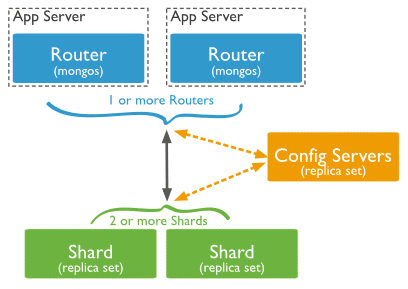 App Server
App Server
Router
(mongos)
Router
(mongos)
1 or more Routers
Config Servers
(replica set)
2 or more Shards
Shard
(replica set)
Shard
(replica set)